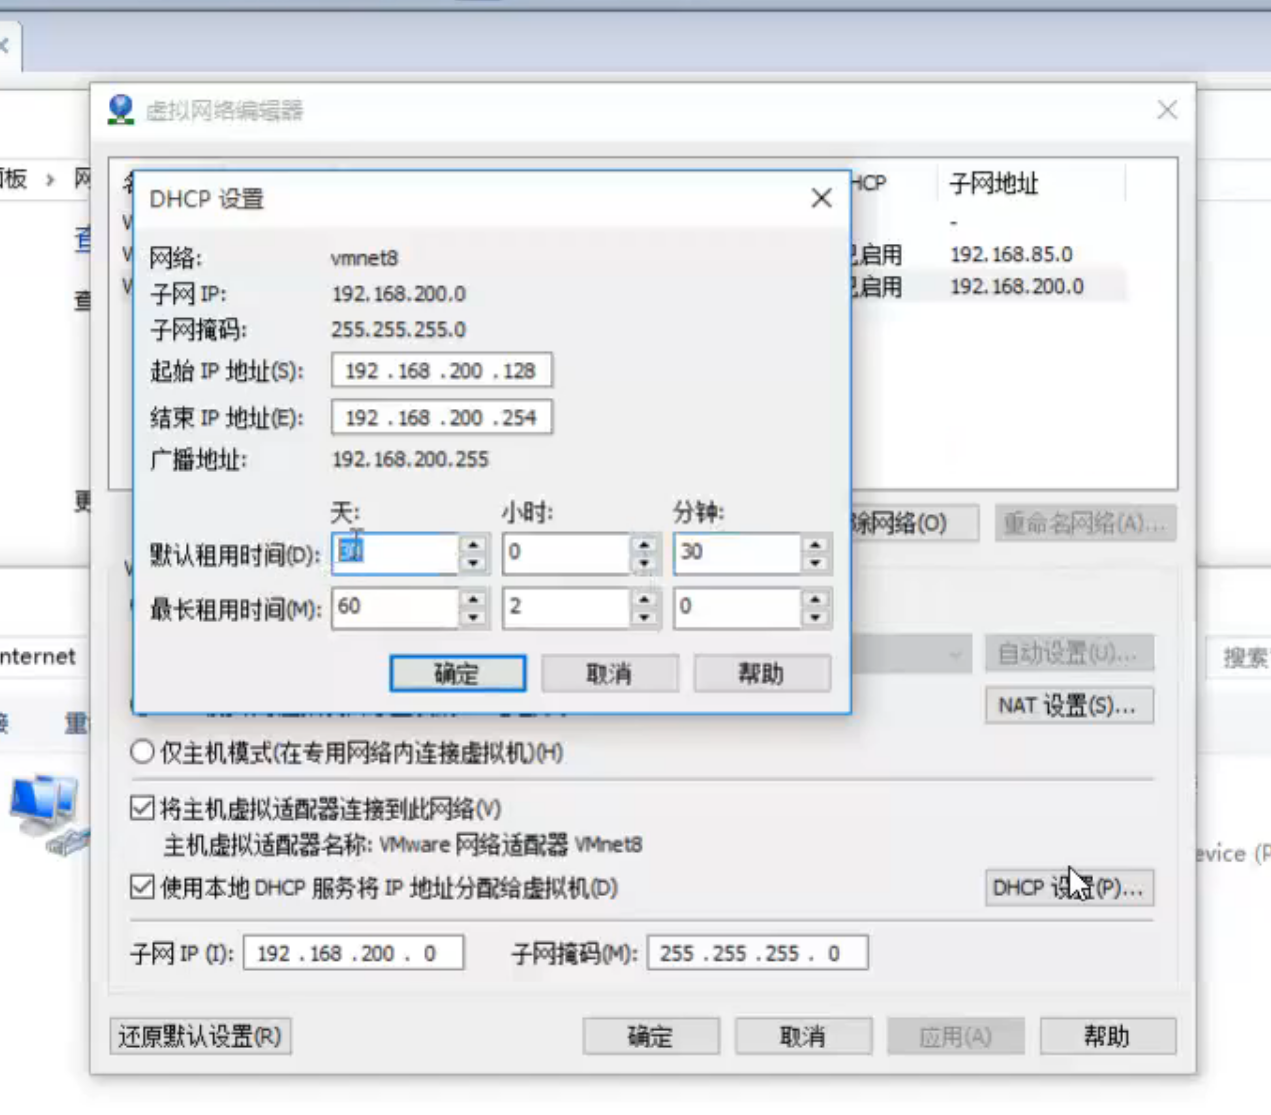 虚拟网络编辑器
面板 › 网
HCP 子网地址
-
已启用 192.168.85.0
已启用 192.168.200.0
DHCP 设置
网络: vmnet8
子网 IP: 192.168.200.0
子网掩码: 255.255.255.0
起始 IP 地址(S): 192 .168 .200 .128
结束 IP 地址(E): 192 .168 .200 .254
广播地址: 192.168.200.255
天: 小时: 分钟:
默认租用时间(D): 30 0 30
最长租用时间(M): 60 2 0
确定 取消 帮助
查
查
更
除网络(O) 重命名网络(A)...
nternet
自动设置(U)...
搜索
重
NAT 设置(S)...
仅主机模式(在专用网络内连接虚拟机)(H)
将主机虚拟适配器连接到此网络(V)
主机虚拟适配器名称: VMware 网络适配器 VMnet8
evice (P
使用本地 DHCP 服务将 IP 地址分配给虚拟机(D)
DHCP 设置(P)...
子网 IP (I): 192 .168 .200 . 0 子网掩码(M): 255 .255 .255 . 0
还原默认设置(R) 确定 取消 应用(A) 帮助